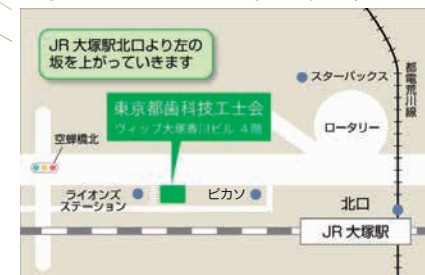 JR 大塚駅北口より左の
坂を上がっていきます
スターバックス
都電荒川線
東京都歯科技工士会
ヴィップ大塚香川ビル 4階
ロータリー
空蝉橋北
ライオンズ
ステーション
ピカソ
北口
JR 大塚駅